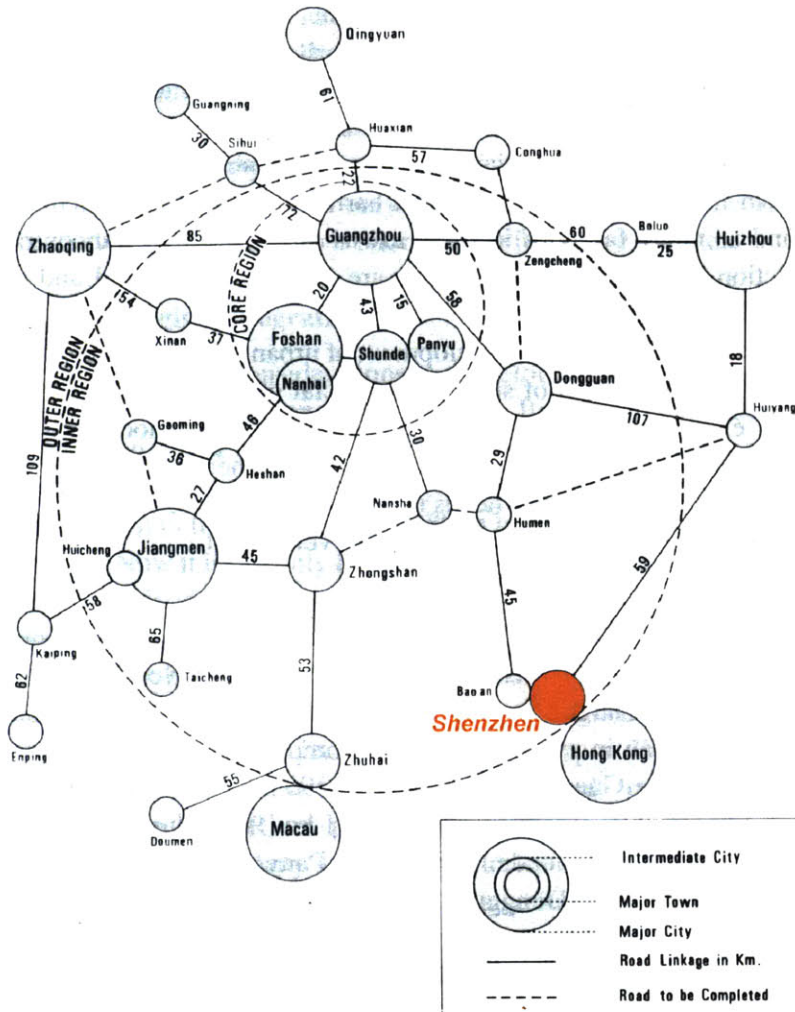 Qingyuan
61
Guangning
30
Sihui
Huaxian
57
Conghua
22
72
Guangzhou
Zhaoqing
85
50
Zengcheng
60
Boluo
25
Huizhou
CORE REGION
20
43
15
58
54
Xinan
37
Foshan
Nanhai
Shunde
Panyu
Dongguan
18
107
Huiyang
OUTER REGION
INNER REGION
109
Gaoming
36
46
Heshan
27
42
30
Nansha
29
Humen
Huicheng
Jiangmen
45
Zhongshan
59
58
Kaiping
65
Taicheng
62
Enping
53
45
Baoan
Shenzhen
Hong Kong
Zhuhai
55
Doumen
Macau
Intermediate City
Major Town
Major City
Road Linkage in Km.
Road to be Completed